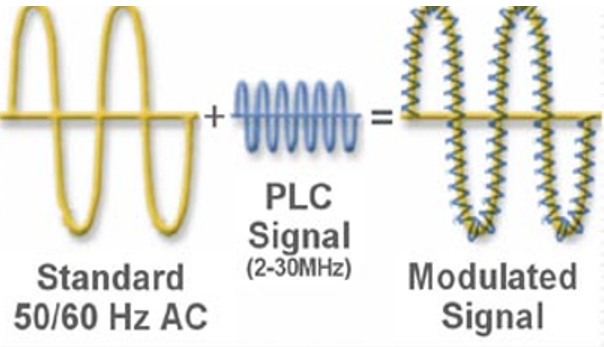 +
=
PLC
Signal
(2-30MHz)
Standard
50/60 Hz AC
Modulated
Signal